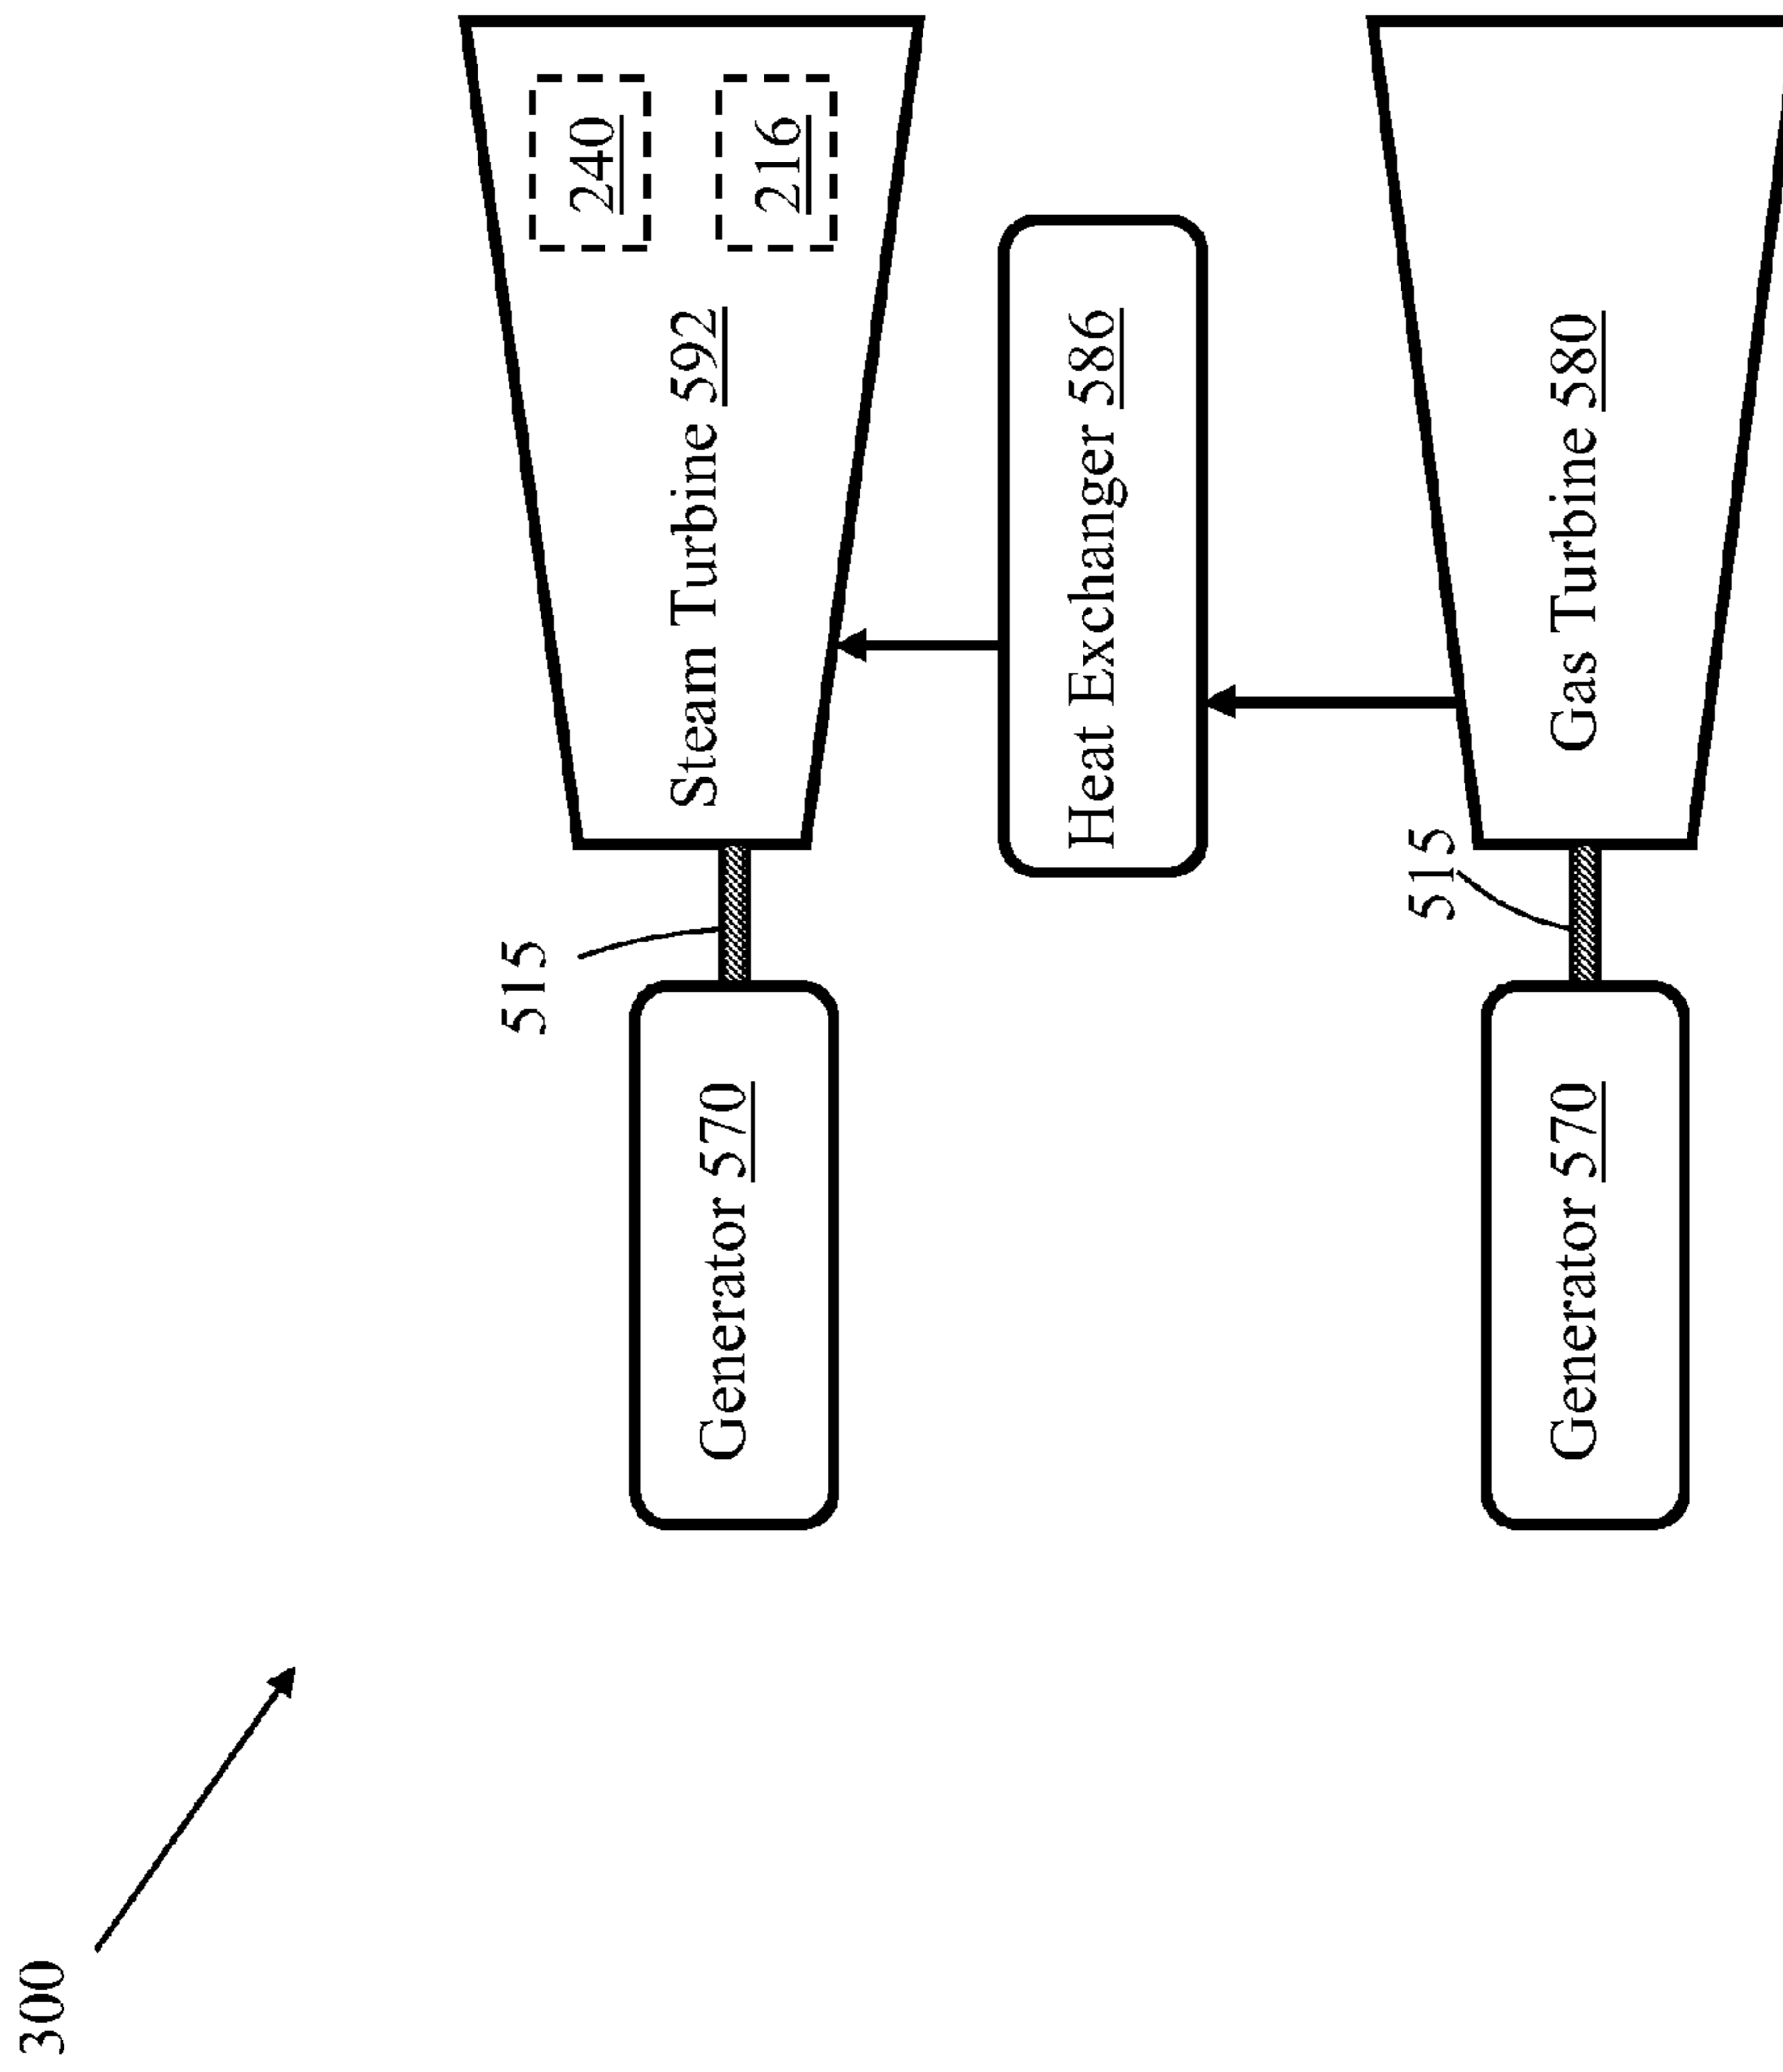 300
515
Generator 570
Steam Turbine 592
240
216
Heat Exchanger 586
515
Generator 570
Gas Turbine 580